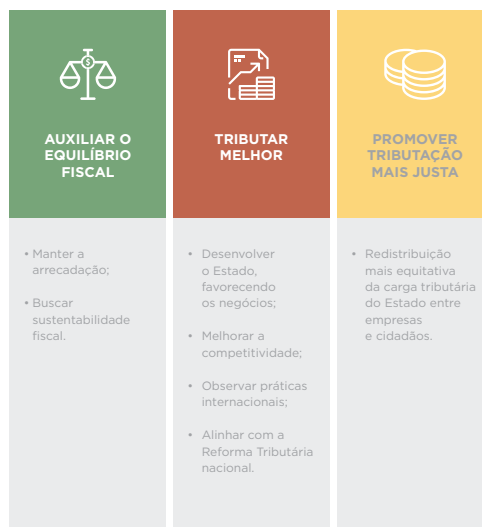 AUXILIAR O
EQUILÍBRIO
FISCAL
• Manter a
arrecadação;
• Buscar
sustentabilidade
fiscal.
TRIBUTAR
MELHOR
• Desenvolver
o Estado,
favorecendo
os negócios;
• Melhorar a
competitividade;
• Observar práticas
internacionais;
• Alinhar com a
Reforma Tributária
nacional.
PROMOVER
TRIBUTAÇÃO
MAIS JUSTA
• Redistribuição
mais equitativa
da carga tributária
do Estado entre
empresas
e cidadãos.